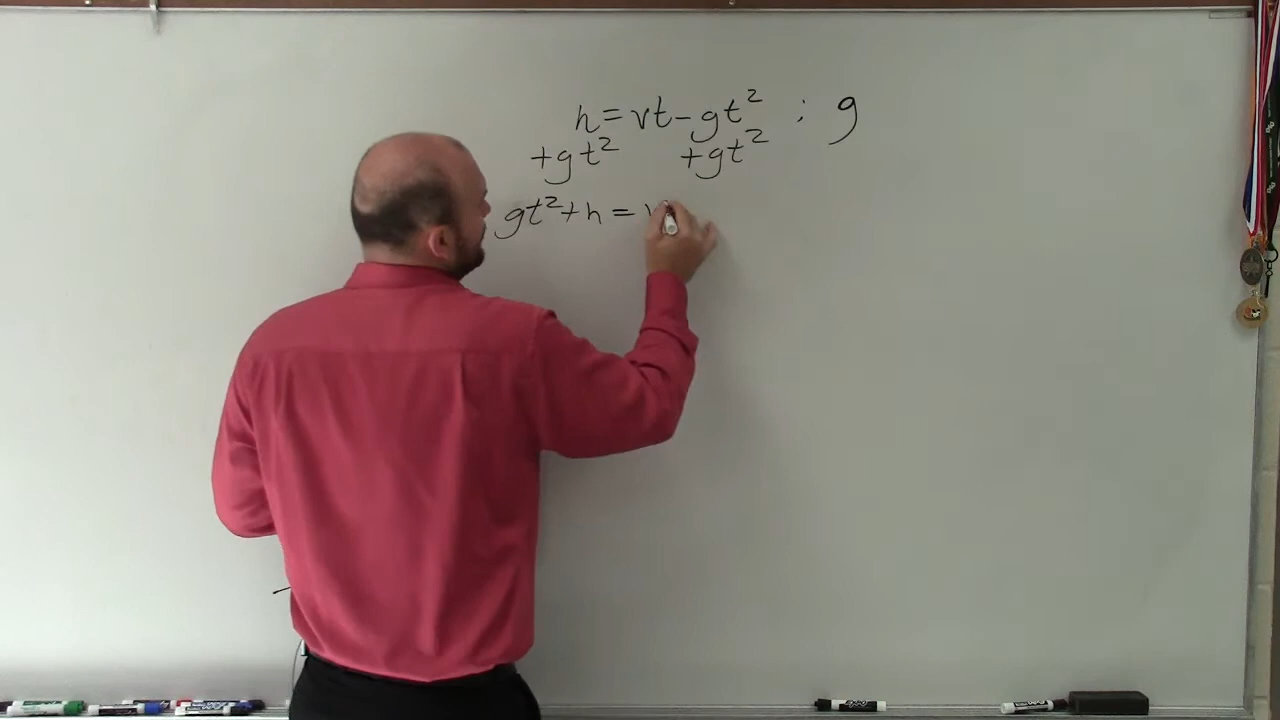 h = vt - gt² ; g
+gt² +gt²
gt² + h = v